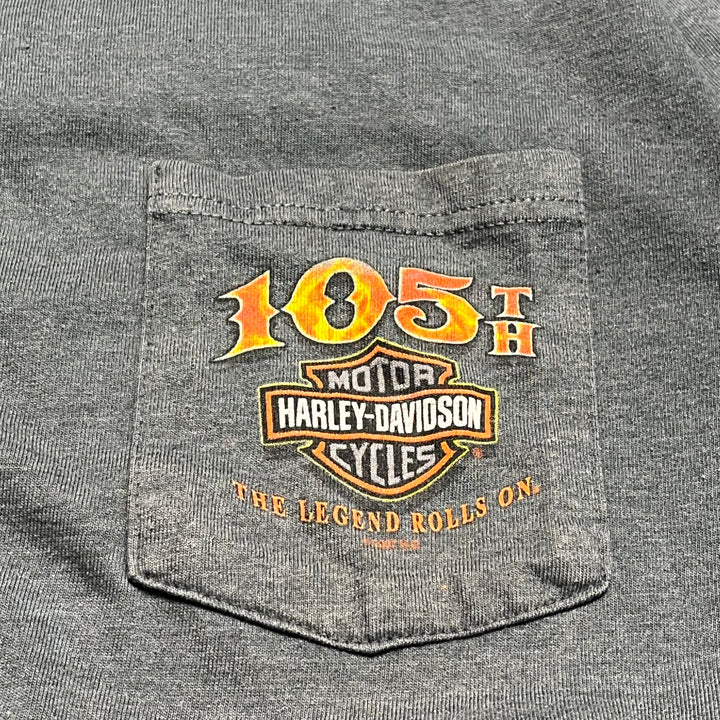 105TH
MOTOR
HARLEY-DAVIDSON
CYCLES
THE LEGEND ROLLS ON.